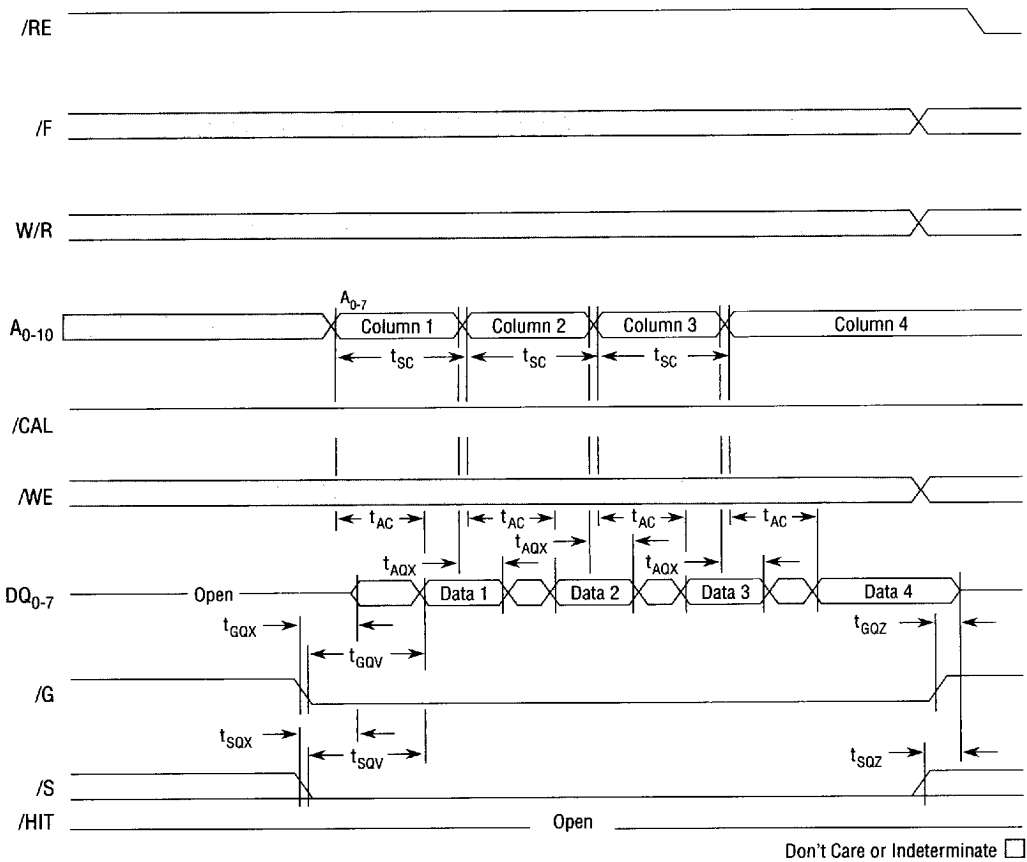 /RE
/F
W/R
A0-7
A0-10 Column 1 Column 2 Column 3 Column 4
tSC tSC tSC
/CAL
/WE
tAC tAC tAC tAC
tAQX tAQX tAQX
DQ0-7 Open Data 1 Data 2 Data 3 Data 4
tGQX tGQZ
tGQV
/G
tSQX
tSQV tSQZ
/S
/HIT Open
Don't Care or Indeterminate